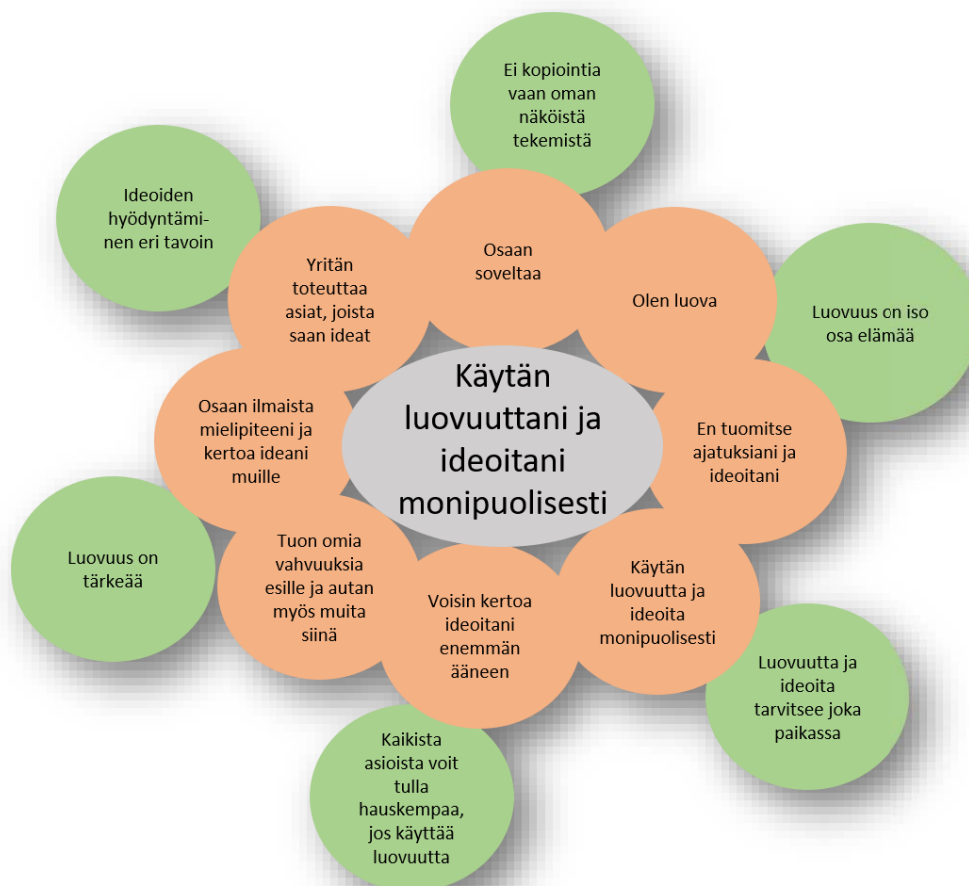 Ei kopiointia
vaan oman
näköistä
tekemistä
Ideoiden
hyödyntämi-
nen eri tavoin
Osaan
soveltaa
Yritän
toteuttaa
asiat, joista
saan ideat
Olen luova
Luovuus on iso
osa elämää
Käytän
luovuuttani ja
ideoitani
monipuolisesti
Osaan ilmaista
mielipiteeni ja
kertoa ideani
muille
En tuomitse
ajatuksiani ja
ideoitani
Luovuus on
tärkeää
Tuon omia
vahvuuksia
esille ja autan
myös muita
siinä
Voisin kertoa
ideoitani
enemmän
ääneen
Käytän
luovuutta ja
ideoita
monipuolisesti
Luovuutta ja
ideoita
tarvitsee joka
paikassa
Kaikista
asioista voit
tulla
hauskempaa,
jos käyttää
luovuutta